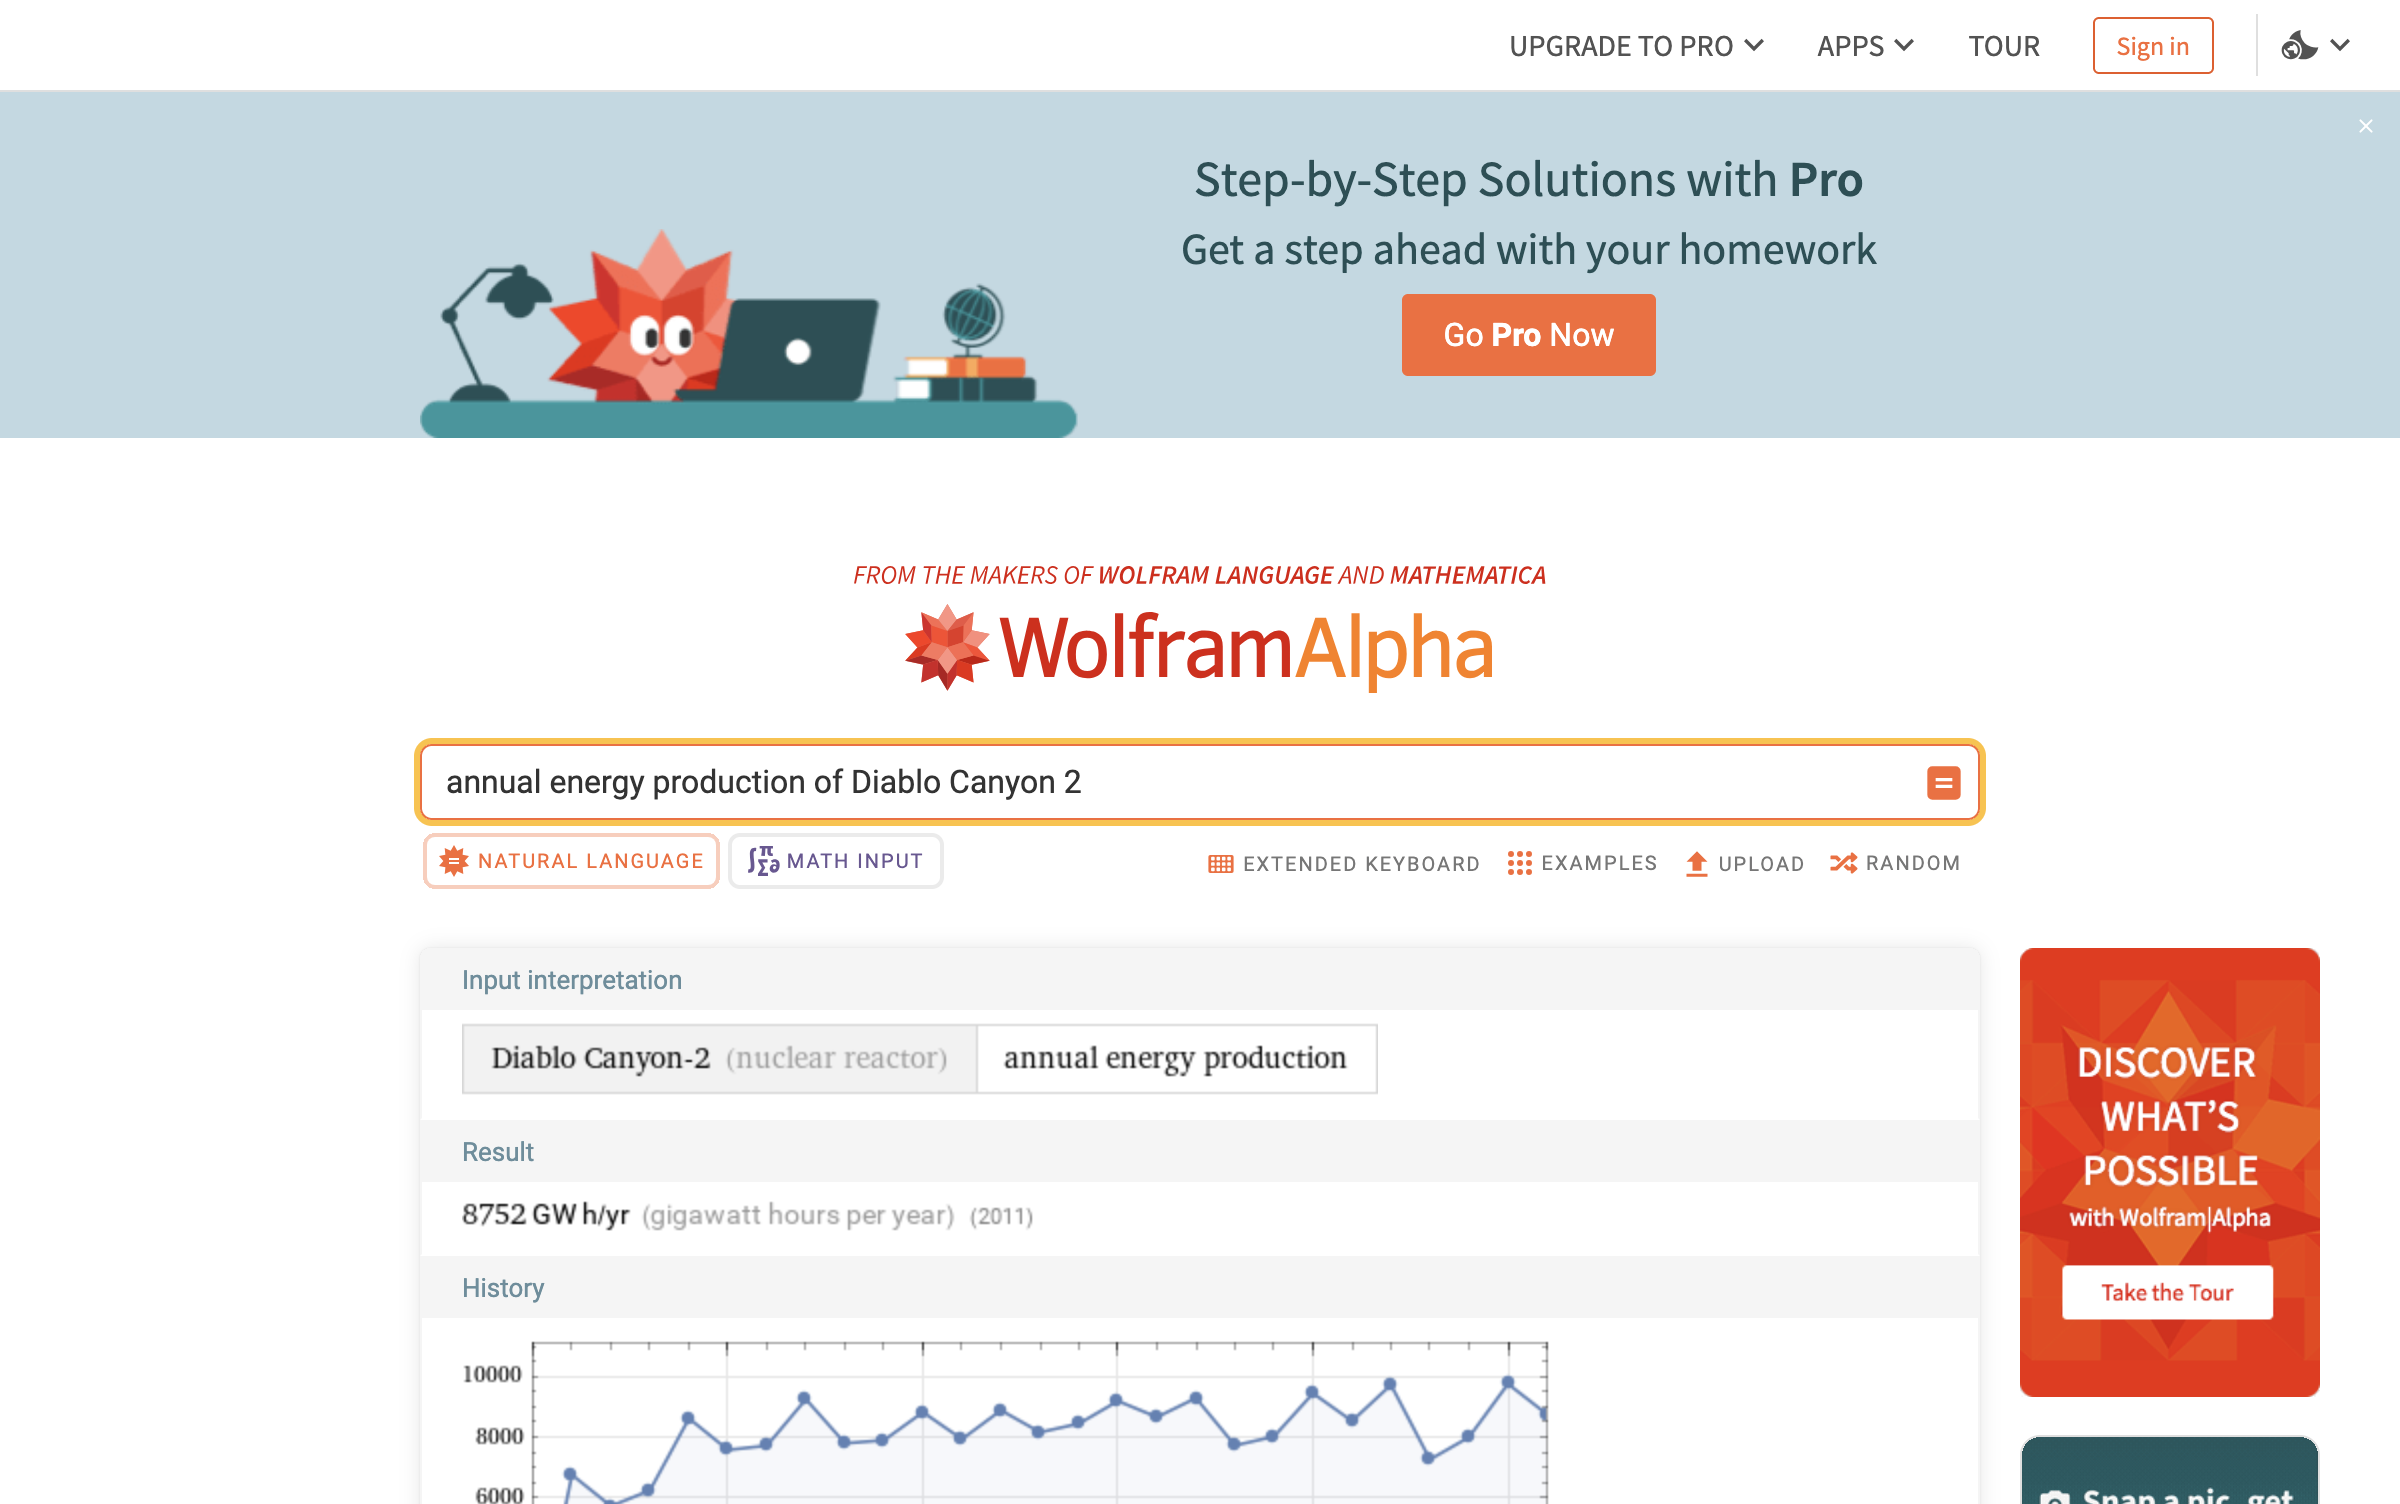 UPGRADE TO PRO
APPS
TOUR
Sign in
Step-by-Step Solutions with Pro
Get a step ahead with your homework
Go Pro Now
FROM THE MAKERS OF WOLFRAM LANGUAGE AND MATHEMATICA
WolframAlpha
annual energy production of Diablo Canyon 2
NATURAL LANGUAGE
MATH INPUT
EXTENDED KEYBOARD
EXAMPLES
UPLOAD
RANDOM
Input interpretation
Diablo Canyon-2 (nuclear reactor)
annual energy production
Result
8752 GW h/yr (gigawatt hours per year) (2011)
History
10000
8000
6000
DISCOVER
WHAT'S
POSSIBLE
with Wolfram|Alpha
Take the Tour
Snap a pic, get